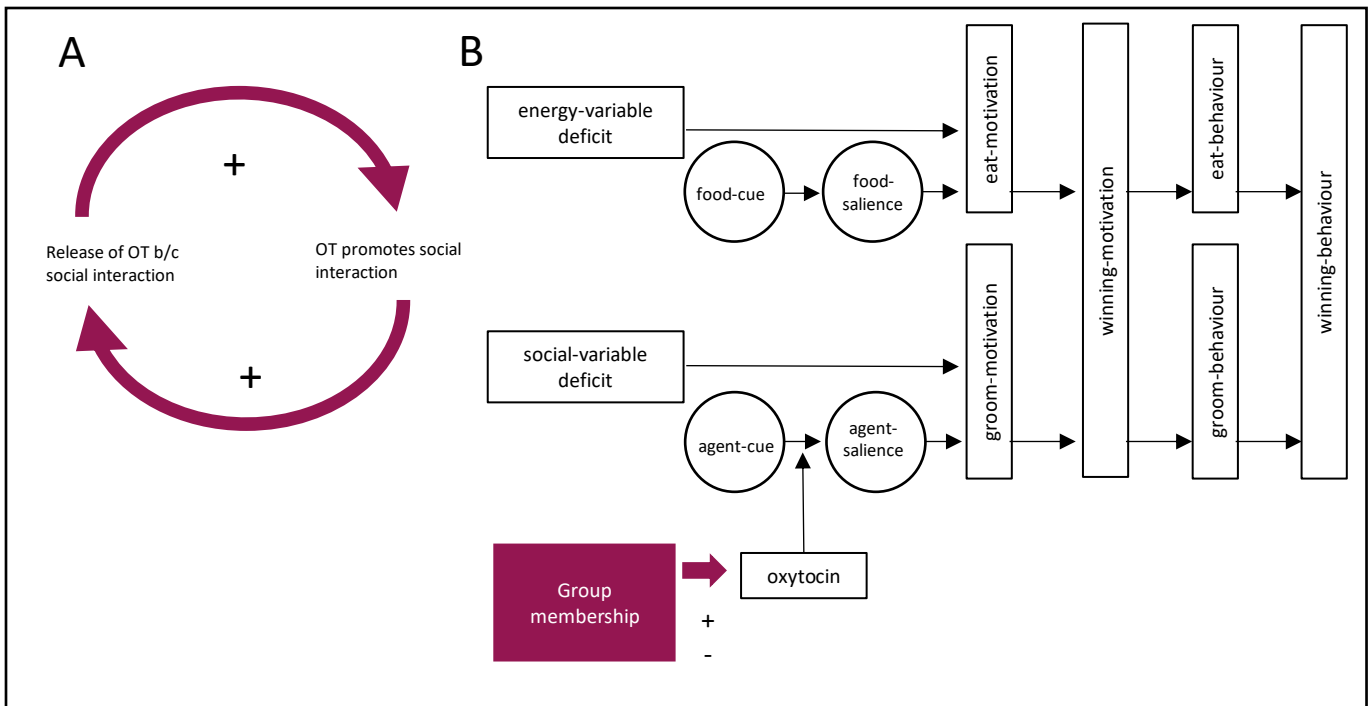 A
+
Release of OT b/c
social interaction
OT promotes social
interaction
+
B
energy-variable
deficit
food-cue
food-
salience
eat-motivation
winning-motivation
eat-behaviour
winning-behaviour
social-variable
deficit
agent-cue
agent-
salience
groom-motivation
groom-behaviour
Group
membership
oxytocin
+
-